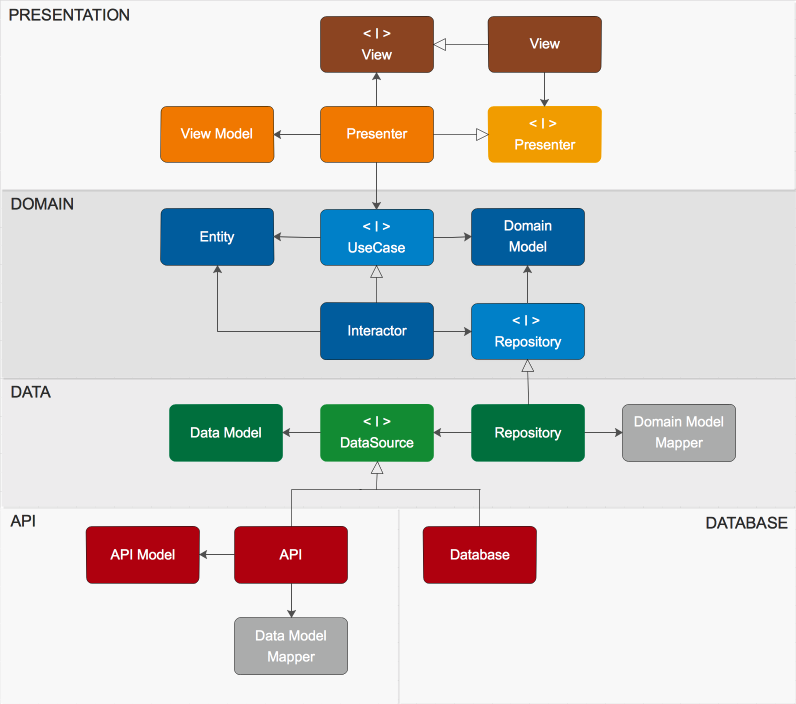 PRESENTATION
< I >
View
View
View Model
Presenter
< I >
Presenter
DOMAIN
Entity
< I >
UseCase
Domain
Model
Interactor
< I >
Repository
DATA
Data Model
< I >
DataSource
Repository
Domain Model
Mapper
API
DATABASE
API Model
API
Database
Data Model
Mapper